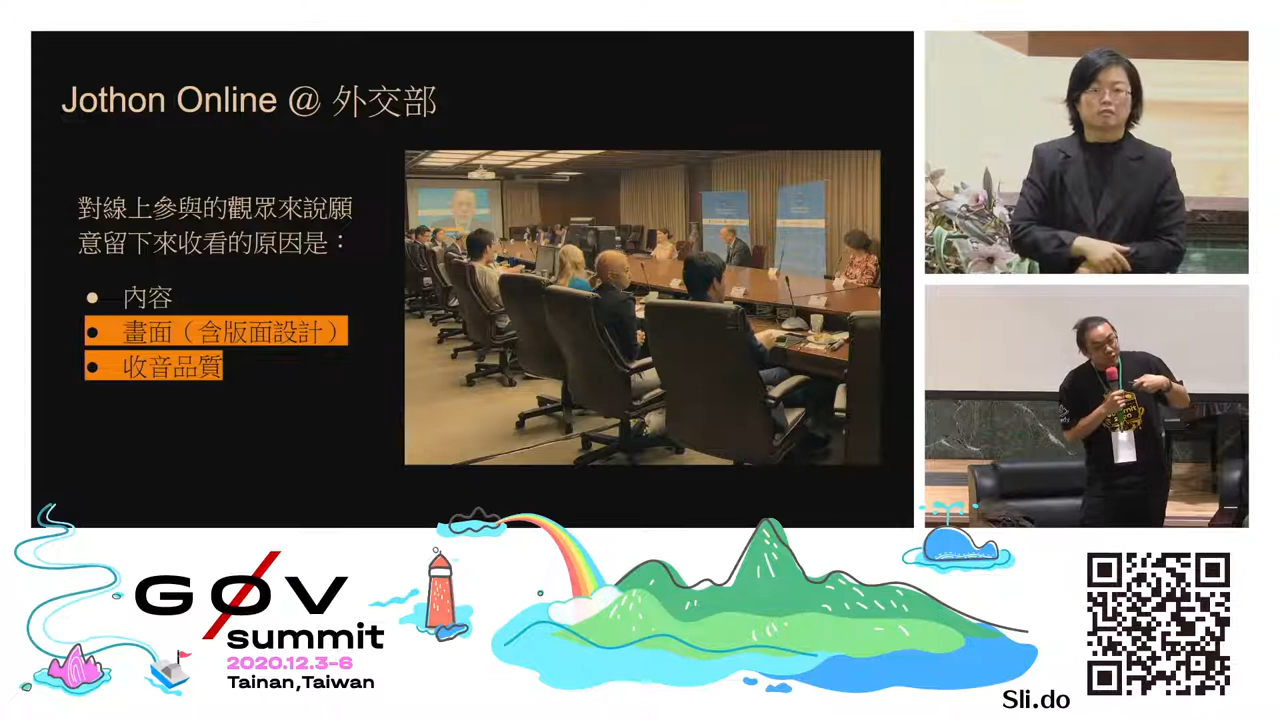 Jothon Online @ 外交部
對線上參與的觀眾來說願
意留下來收看的原因是：
● 內容
● 畫面（含版面設計）
● 收音品質
GØV
summit
2020.12.3-6
Tainan,Taiwan
Sli.do